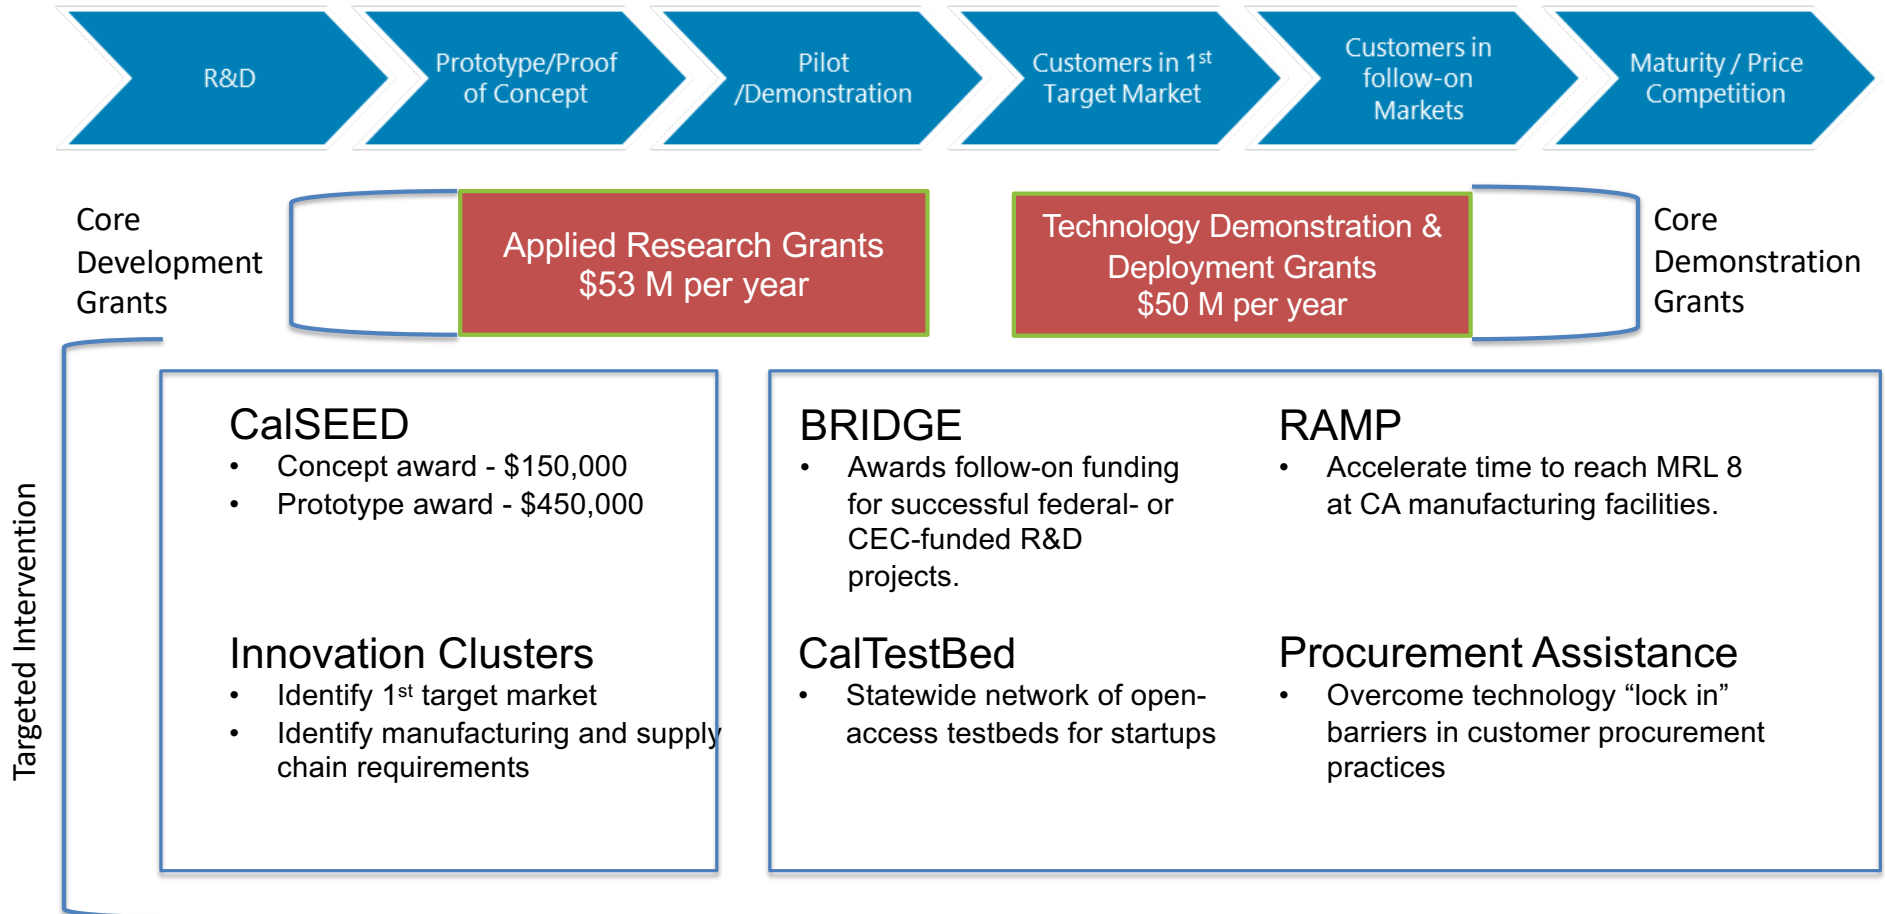 R&D
Prototype/Proof
of Concept
Pilot
/Demonstration
Customers in 1st
Target Market
Customers in
follow-on
Markets
Maturity / Price
Competition
Core
Development
Grants
Applied Research Grants
$53 M per year
Technology Demonstration &
Deployment Grants
$50 M per year
Core
Demonstration
Grants
Targeted Intervention
CalSEED
• Concept award - $150,000
• Prototype award - $450,000
Innovation Clusters
• Identify 1st target market
• Identify manufacturing and supply
chain requirements
BRIDGE
• Awards follow-on funding
for successful federal- or
CEC-funded R&D
projects.
CalTestBed
• Statewide network of open-
access testbeds for startups
RAMP
• Accelerate time to reach MRL 8
at CA manufacturing facilities.
Procurement Assistance
• Overcome technology “lock in”
barriers in customer procurement
practices